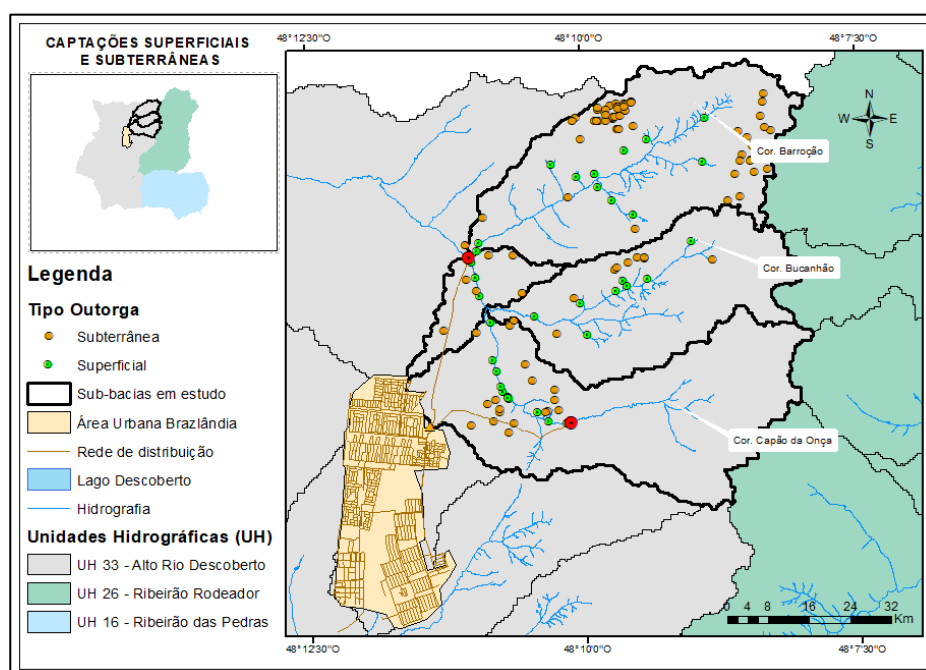 CAPTAÇÕES SUPERFICIAIS
E SUBTERRÂNEAS
Legenda
Tipo Outorga
Subterrânea
Superficial
Sub-bacias em estudo
Área Urbana Brazlândia
Rede de distribuição
Lago Descoberto
Hidrografia
Unidades Hidrográficas (UH)
UH 33 - Alto Rio Descoberto
UH 26 - Ribeirão Rodeador
UH 16 - Ribeirão das Pedras
48°12'30"O 48°10'0"O 48°7'30"O
N
W E
S
Cor. Barroção
Cor. Bucanhão
Cor. Capão da Onça
0 4 8 16 24 32
Km
48°12'30"O 48°10'0"O 48°7'30"O